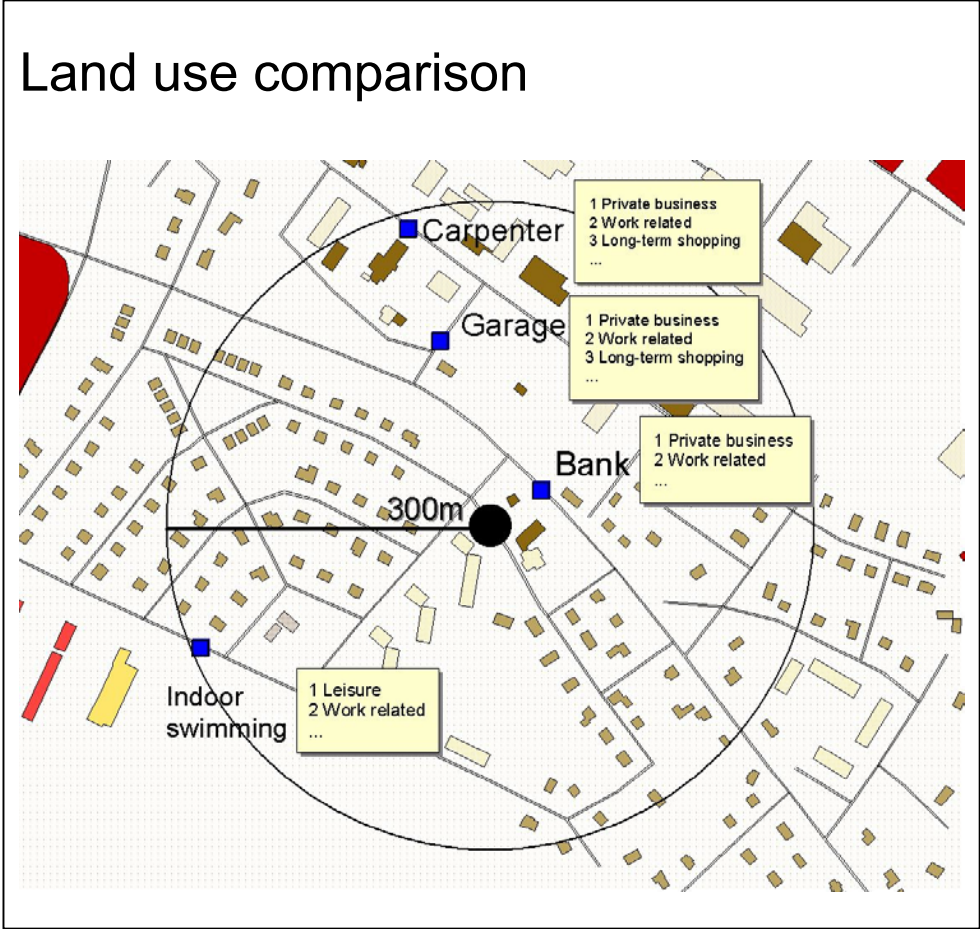 Land use comparison
Carpenter
1 Private business
2 Work related
3 Long-term shopping
...
Garage
1 Private business
2 Work related
3 Long-term shopping
...
Bank
1 Private business
2 Work related
...
300m
Indoor
swimming
1 Leisure
2 Work related
...